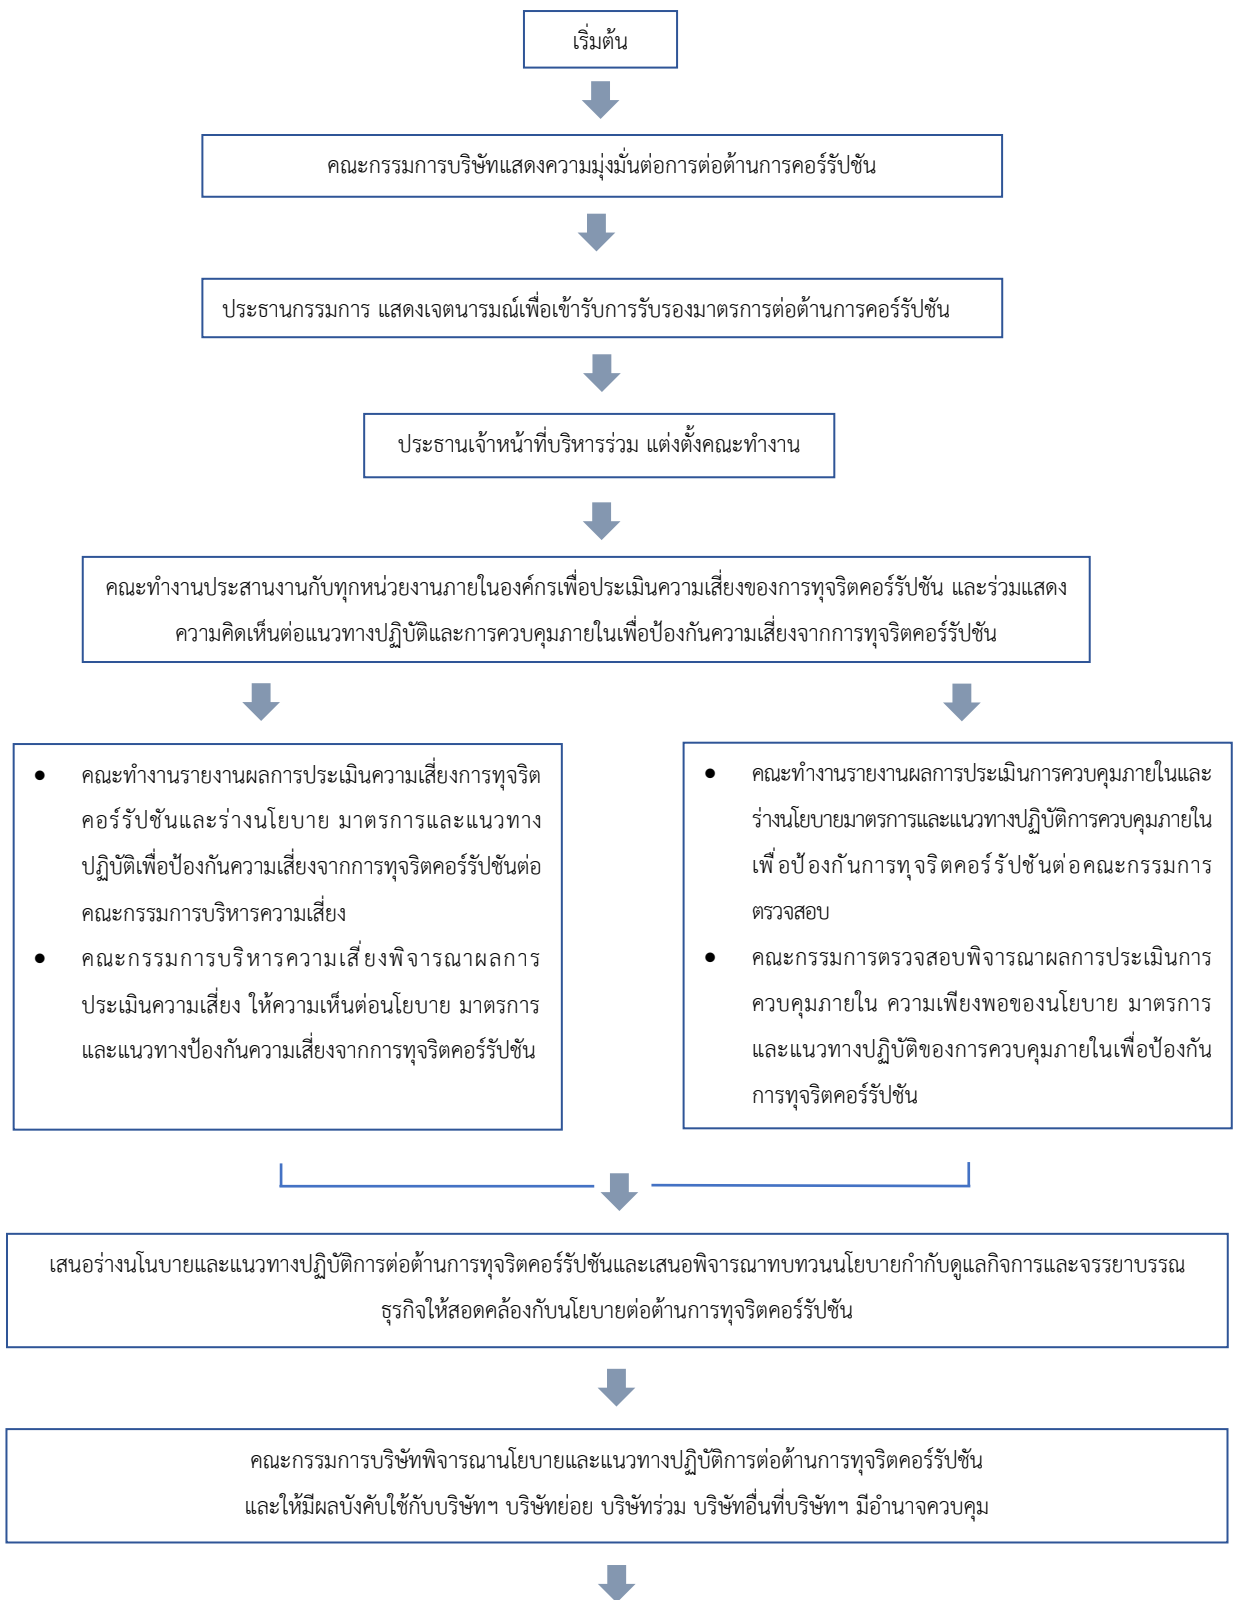 เริ่มต้น
คณะกรรมการบริษัทแสดงความมุ่งมั่นต่อการต่อต้านการคอร์รัปชัน
ประธานกรรมการ แสดงเจตนารมณ์เพื่อเข้ารับการรับรองมาตรการต่อต้านการคอร์รัปชัน
ประธานเจ้าหน้าที่บริหารร่วม แต่งตั้งคณะทำงาน
คณะทำงานประสานงานกับทุกหน่วยงานภายในองค์กรเพื่อประเมินความเสี่ยงของการทุจริตคอร์รัปชัน และร่วมแสดง
ความคิดเห็นต่อแนวทางปฏิบัติและการควบคุมภายในเพื่อป้องกันความเสี่ยงจากการทุจริตคอร์รัปชัน
● คณะทำงานรายงานผลการประเมินความเสี่ยงการทุจริต
คอร์รัปชันและร่างนโยบาย มาตรการและแนวทาง
ปฏิบัติเพื่อป้องกันความเสี่ยงจากการทุจริตคอร์รัปชันต่อ
คณะกรรมการบริหารความเสี่ยง
● คณะกรรมการบริหารความเสี่ยงพิจารณาผลการ
ประเมินความเสี่ยง ให้ความเห็นต่อนโยบาย มาตรการ
และแนวทางป้องกันความเสี่ยงจากการทุจริตคอร์รัปชัน
● คณะทำงานรายงานผลการประเมินการควบคุมภายในและ
ร่างนโยบายมาตรการและแนวทางปฏิบัติการควบคุมภายใน
เพื่อป้องกันการทุจริตคอร์รัปชันต่อคณะกรรมการ
ตรวจสอบ
● คณะกรรมการตรวจสอบพิจารณาผลการประเมินการ
ควบคุมภายใน ความเพียงพอของนโยบาย มาตรการ
และแนวทางปฏิบัติของการควบคุมภายในเพื่อป้องกัน
การทุจริตคอร์รัปชัน
เสนอร่างนโนบายและแนวทางปฏิบัติการต่อต้านการทุจริตคอร์รัปชันและเสนอพิจารณาทบทวนนโยบายกำกับดูแลกิจการและจรรยาบรรณ
ธุรกิจให้สอดคล้องกับนโยบายต่อต้านการทุจริตคอร์รัปชัน
คณะกรรมการบริษัทพิจารณานโยบายและแนวทางปฏิบัติการต่อต้านการทุจริตคอร์รัปชัน
และให้มีผลบังคับใช้กับบริษัทฯ บริษัทย่อย บริษัทร่วม บริษัทอื่นที่บริษัทฯ มีอำนาจควบคุม